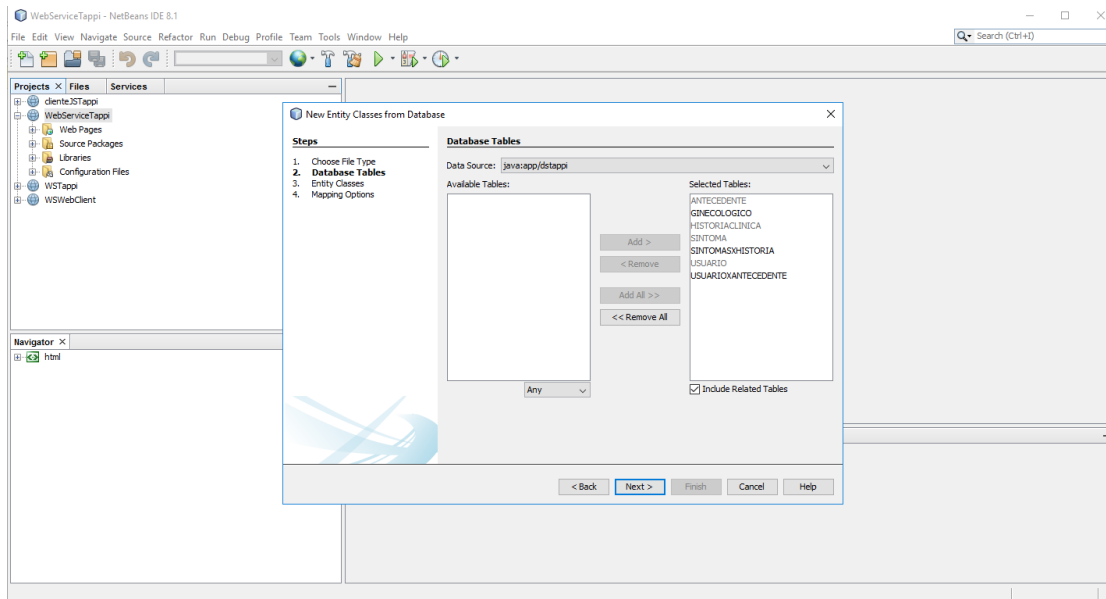 WebServiceTappi - NetBeans IDE 8.1
File Edit View Navigate Source Refactor Run Debug Profile Team Tools Window Help
Search (Ctrl+I)
Projects Files Services
clienteJSTappi
WebServiceTappi
Web Pages
Source Packages
Libraries
Configuration Files
WSTappi
WSWebClient
Navigator
html
New Entity Classes from Database
Steps
1. Choose File Type
2. Database Tables
3. Entity Classes
4. Mapping Options
Database Tables
Data Source: java:app/dstappi
Available Tables:
Selected Tables:
ANTECEDENTE
GINECOLOGICO
HISTORIACLINICA
SINTOMA
SINTOMASXHISTORIA
USUARIO
USUARIOXANTECEDENTE
Add >
< Remove
Add All >>
<< Remove All
Any
Include Related Tables
< Back Next > Finish Cancel Help